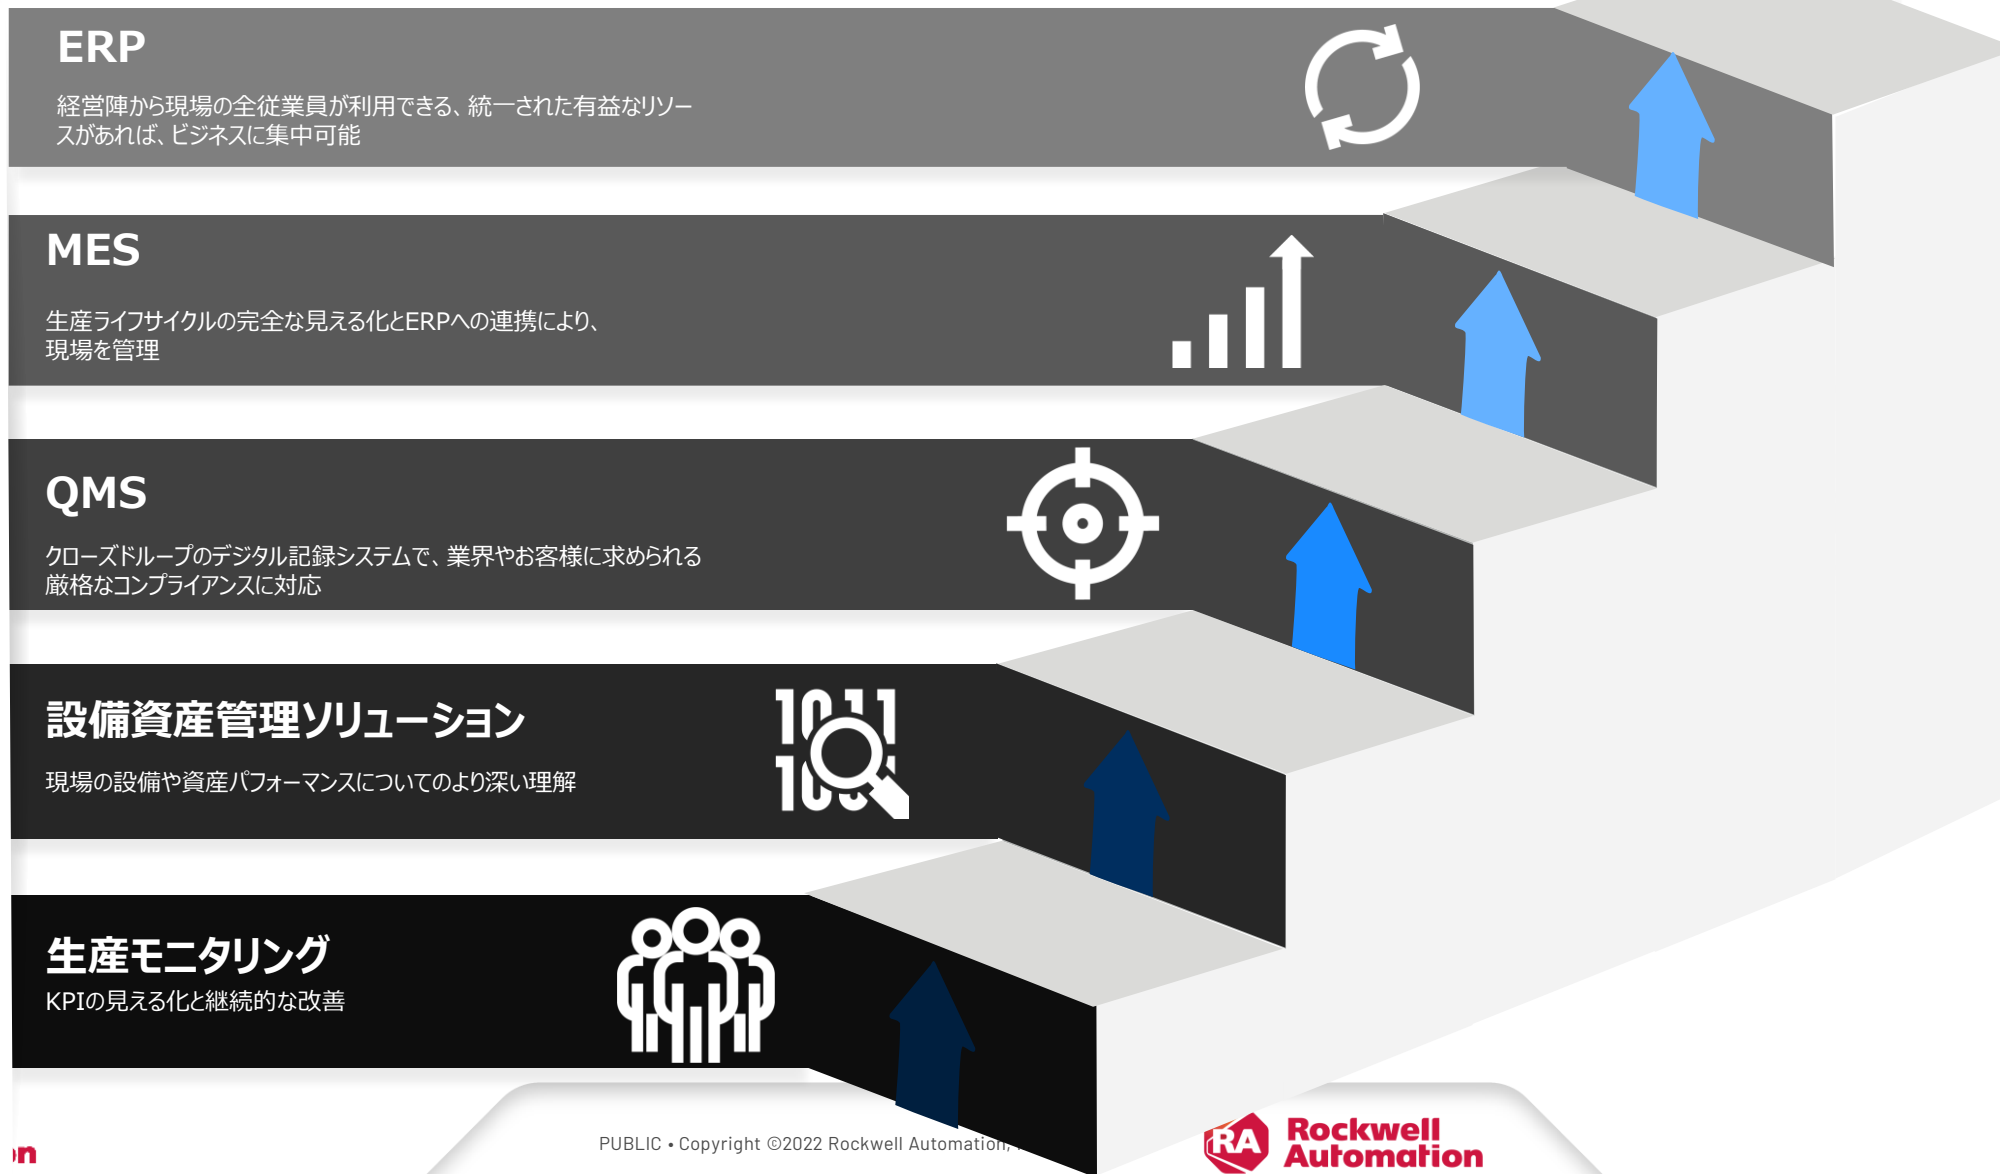 ERP
経営陣から現場の全従業員が利用できる、統一された有益なリソー
スがあれば、ビジネスに集中可能
MES
生産ライフサイクルの完全な見える化とERPへの連携により、
現場を管理
QMS
クローズドループのデジタル記録システムで、業界やお客様に求められる
厳格なコンプライアンスに対応
設備資産管理ソリューション
現場の設備や資産パフォーマンスについてのより深い理解
生産モニタリング
KPIの見える化と継続的な改善
PUBLIC • Copyright ©2022 Rockwell Automation,
RA Rockwell
Automation